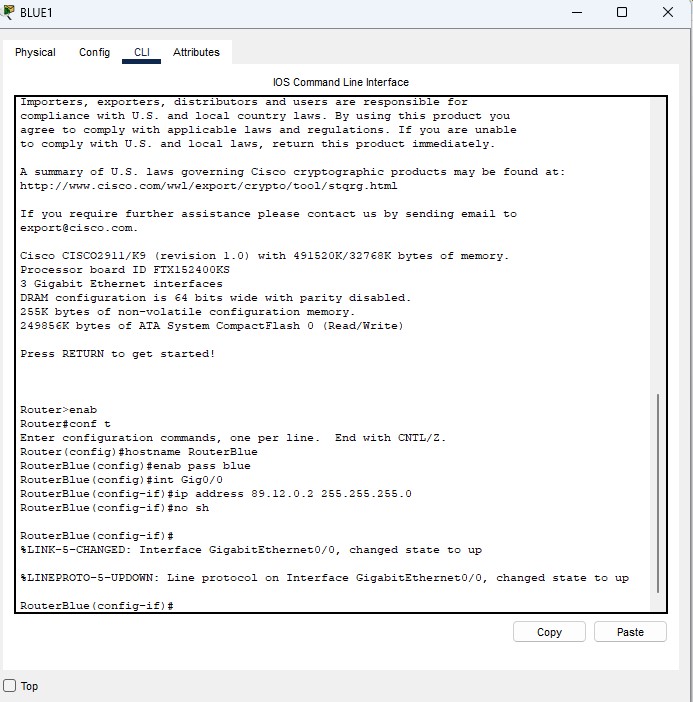 BLUE1
Physical Config CLI Attributes
IOS Command Line Interface
Importers, exporters, distributors and users are responsible for
compliance with U.S. and local country laws. By using this product you
agree to comply with applicable laws and regulations. If you are unable
to comply with U.S. and local laws, return this product immediately.
A summary of U.S. laws governing Cisco cryptographic products may be found at:
http://www.cisco.com/wwl/export/crypto/tool/stqrg.html
If you require further assistance please contact us by sending email to
export@cisco.com.
Cisco CISCO2911/K9 (revision 1.0) with 491520K/32768K bytes of memory.
Processor board ID FTX152400KS
3 Gigabit Ethernet interfaces
DRAM configuration is 64 bits wide with parity disabled.
255K bytes of non-volatile configuration memory.
249856K bytes of ATA System CompactFlash 0 (Read/Write)
Press RETURN to get started!
Router>enab
Router#conf t
Enter configuration commands, one per line.  End with CNTL/Z.
Router(config)#hostname RouterBlue
RouterBlue(config)#enab pass blue
RouterBlue(config)#int Gig0/0
RouterBlue(config-if)#ip address 89.12.0.2 255.255.255.0
RouterBlue(config-if)#no sh
RouterBlue(config-if)#
%LINK-5-CHANGED: Interface GigabitEthernet0/0, changed state to up
%LINEPROTO-5-UPDOWN: Line protocol on Interface GigabitEthernet0/0, changed state to up
RouterBlue(config-if)#
Copy Paste
Top